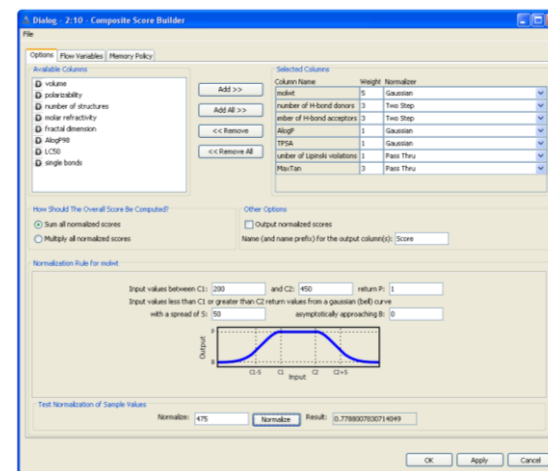 Dialog - 2:10 - Composite Score Builder
File
Options Flow Variables Memory Policy
Available Columns
D volume
D polarizability
D number of structures
D molar refractivity
D fractal dimension
D AlogP98
D LC50
D single bonds
Add >>
Add All >>
<< Remove
<< Remove All
Selected Columns
Column Name Weight Normalizer
molwt 5 Gaussian
number of H-bond donors 3 Two Step
mber of H-bond acceptors 3 Two Step
AlogP 1 Gaussian
TPSA 1 Gaussian
umber of Lipinski violations 1 Pass Thru
MaxTan 3 Pass Thru
How Should The Overall Score Be Computed?
Sum all normalized scores
Multiply all normalized scores
Other Options
Output normalized scores
Name (and name prefix) for the output column(s): Score
Normalization Rule for molwt
Input values between C1: 200 and C2: 450 return P: 1
Input values less than C1 or greater than C2 return values from a gaussian (bell) curve
with a spread of S: 50 asymptotically approaching B: 0
Output
P
B
C1-S C1 C2 C2+S
Input
Test Normalization of Sample Values
Normalize: 475 Normalize Result: 0.7788007830714049
OK Apply Cancel